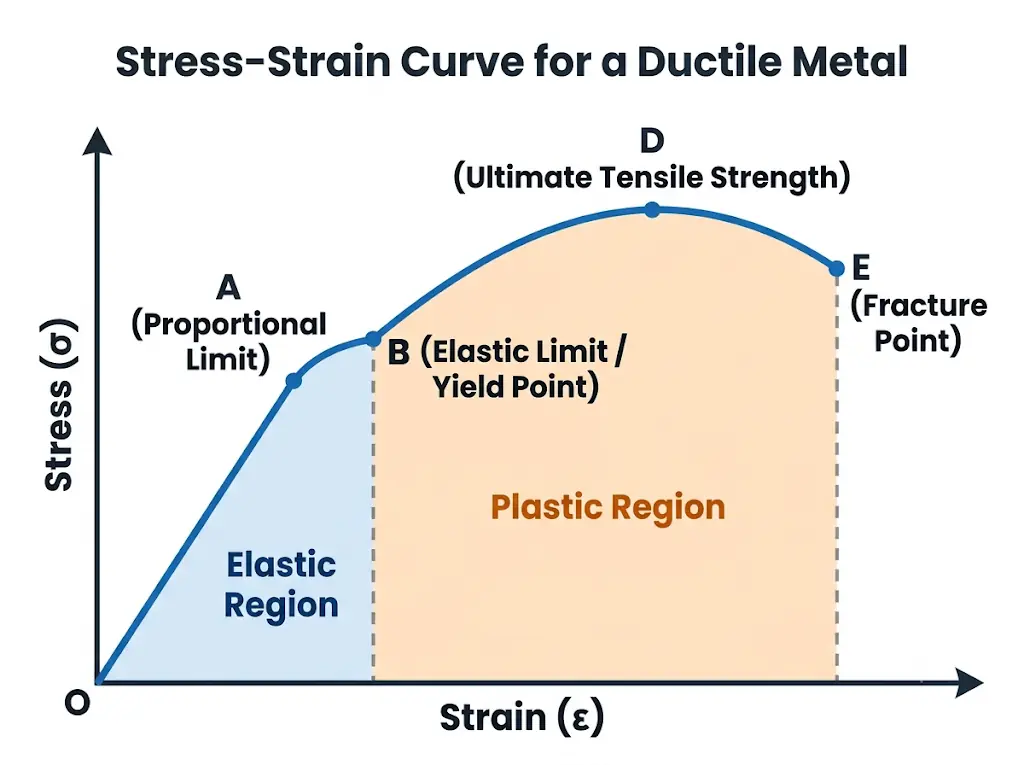 Stress-Strain Curve for a Ductile Metal
D
(Ultimate Tensile Strength)
A
(Proportional
Limit)
E
(Fracture
Point)
B (Elastic Limit /
Yield Point)
Stress (σ)
Plastic Region
Elastic
Region
O
Strain (ε)